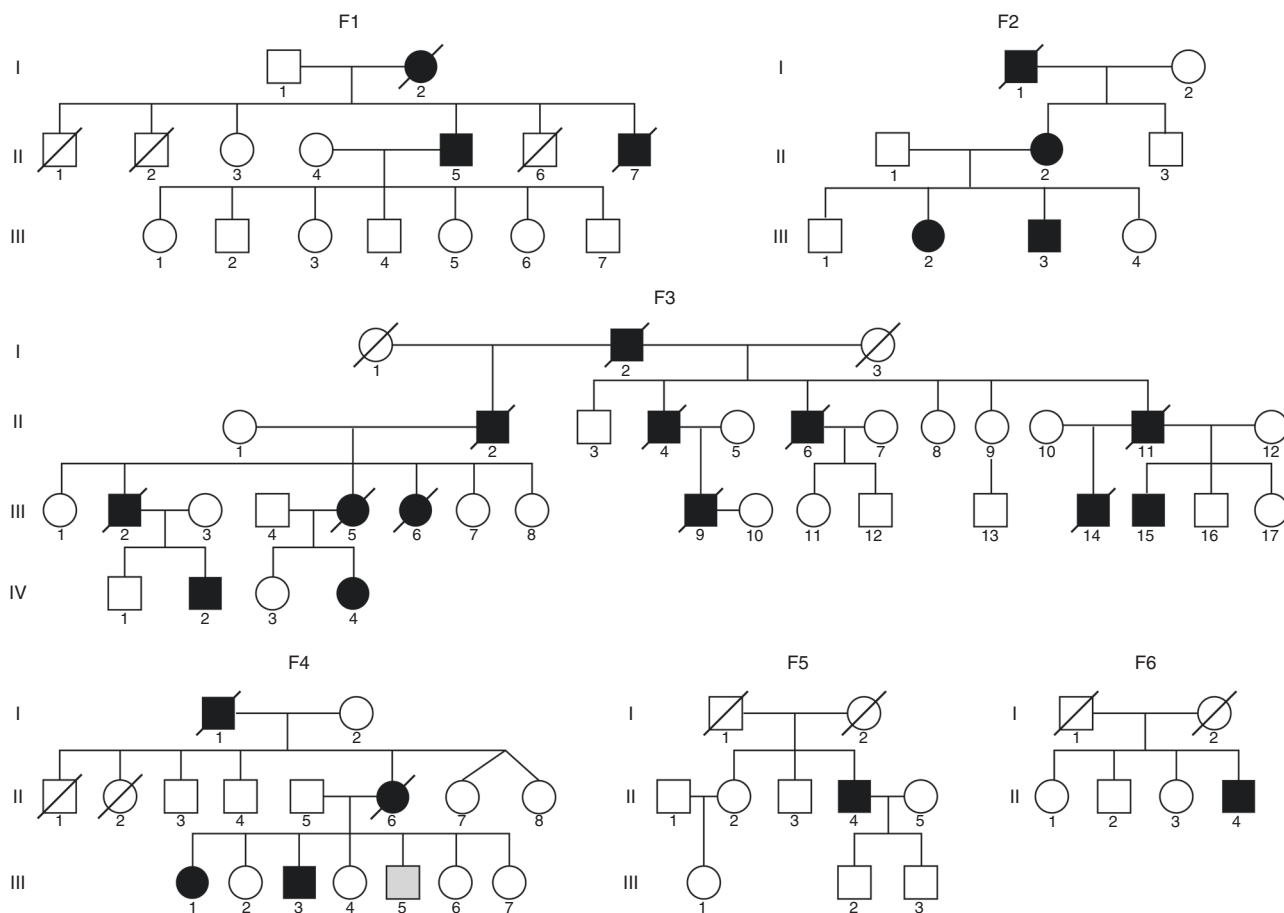 F1 F2
I I
1 2 1 2
II II
1 2 3 4 5 6 7 1 2 3
III III
1 2 3 4 5 6 7 1 2 3 4
F3
I
1 2 3
II
1 2 3 4 5 6 7 8 9 10 11 12
III
1 2 3 4 5 6 7 8 9 10 11 12 13 14 15 16 17
IV
1 2 3 4
F4 F5 F6
I I I
1 2 1 2 1 2
II II II
1 2 3 4 5 6 7 8 1 2 3 4 5 1 2 3 4
III III
1 2 3 4 5 6 7 1 2 3